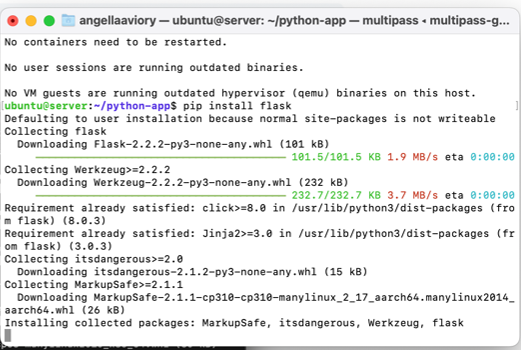 angellaaviory — ubuntu@server: ~/python-app — multipass ◂ multipass-g...
No containers need to be restarted.
No user sessions are running outdated binaries.
No VM guests are running outdated hypervisor (qemu) binaries on this host.
[ubuntu@server:~/python-app$ pip install flask ]
Defaulting to user installation because normal site-packages is not writeable
Collecting flask
  Downloading Flask-2.2.2-py3-none-any.whl (101 kB)
101.5/101.5 KB 1.9 MB/s eta 0:00:00
Collecting Werkzeug>=2.2.2
  Downloading Werkzeug-2.2.2-py3-none-any.whl (232 kB)
232.7/232.7 KB 3.7 MB/s eta 0:00:00
Requirement already satisfied: click>=8.0 in /usr/lib/python3/dist-packages (fro
m flask) (8.0.3)
Requirement already satisfied: Jinja2>=3.0 in /usr/lib/python3/dist-packages (fr
om flask) (3.0.3)
Collecting itsdangerous>=2.0
  Downloading itsdangerous-2.1.2-py3-none-any.whl (15 kB)
Collecting MarkupSafe>=2.1.1
  Downloading MarkupSafe-2.1.1-cp310-cp310-manylinux_2_17_aarch64.manylinux2014_
aarch64.whl (26 kB)
Installing collected packages: MarkupSafe, itsdangerous, Werkzeug, flask